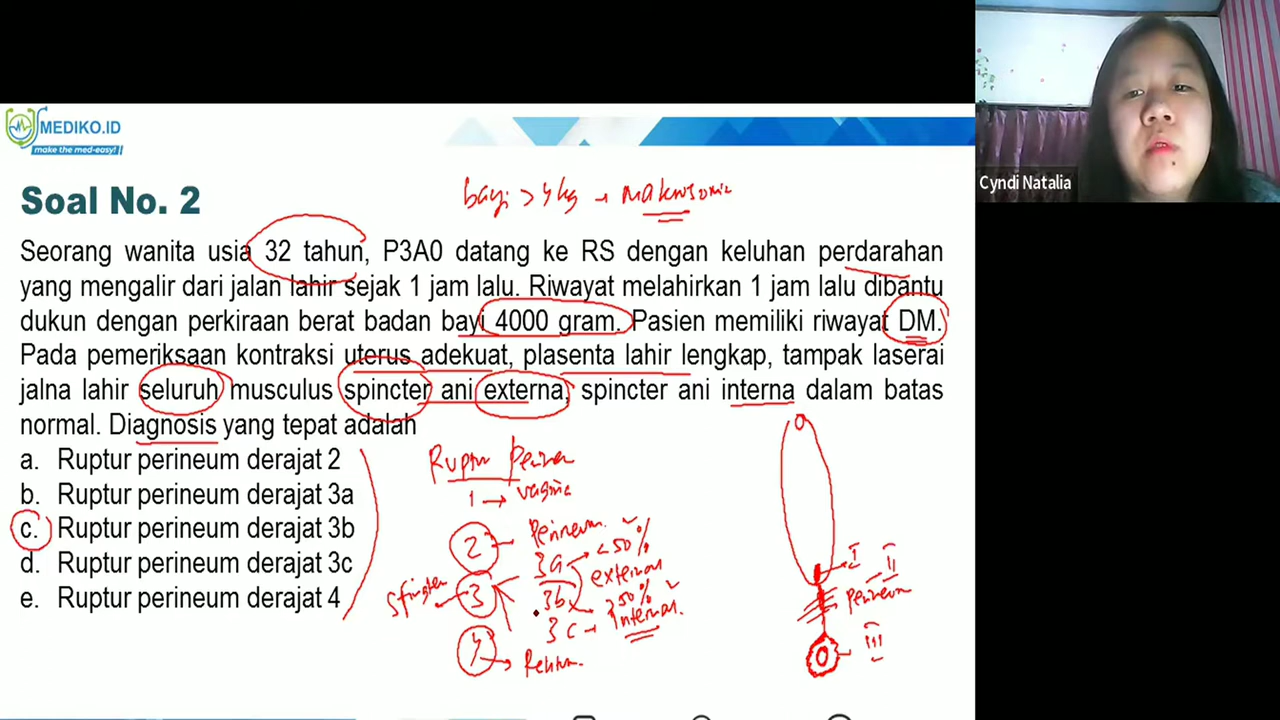 MEDIKO.ID
make the med-easy!
Cyndi Natalia
Soal No. 2
bayi > 4 kg → makrosomia
Seorang wanita usia 32 tahun, P3A0 datang ke RS dengan keluhan perdarahan
yang mengalir dari jalan lahir sejak 1 jam lalu. Riwayat melahirkan 1 jam lalu dibantu
dukun dengan perkiraan berat badan bayi 4000 gram. Pasien memiliki riwayat DM.
Pada pemeriksaan kontraksi uterus adekuat, plasenta lahir lengkap, tampak laserai
jalna lahir seluruh musculus spincter ani externa, spincter ani interna dalam batas
normal. Diagnosis yang tepat adalah
a. Ruptur perineum derajat 2
b. Ruptur perineum derajat 3a
c. Ruptur perineum derajat 3b
d. Ruptur perineum derajat 3c
e. Ruptur perineum derajat 4
Ruptur Perineum
1 → vagina
2 → Perineum
Sfingter 3
3a → <50%
external
3b 50%
3c → Internal
4 → Rektum
I II
perineum
III